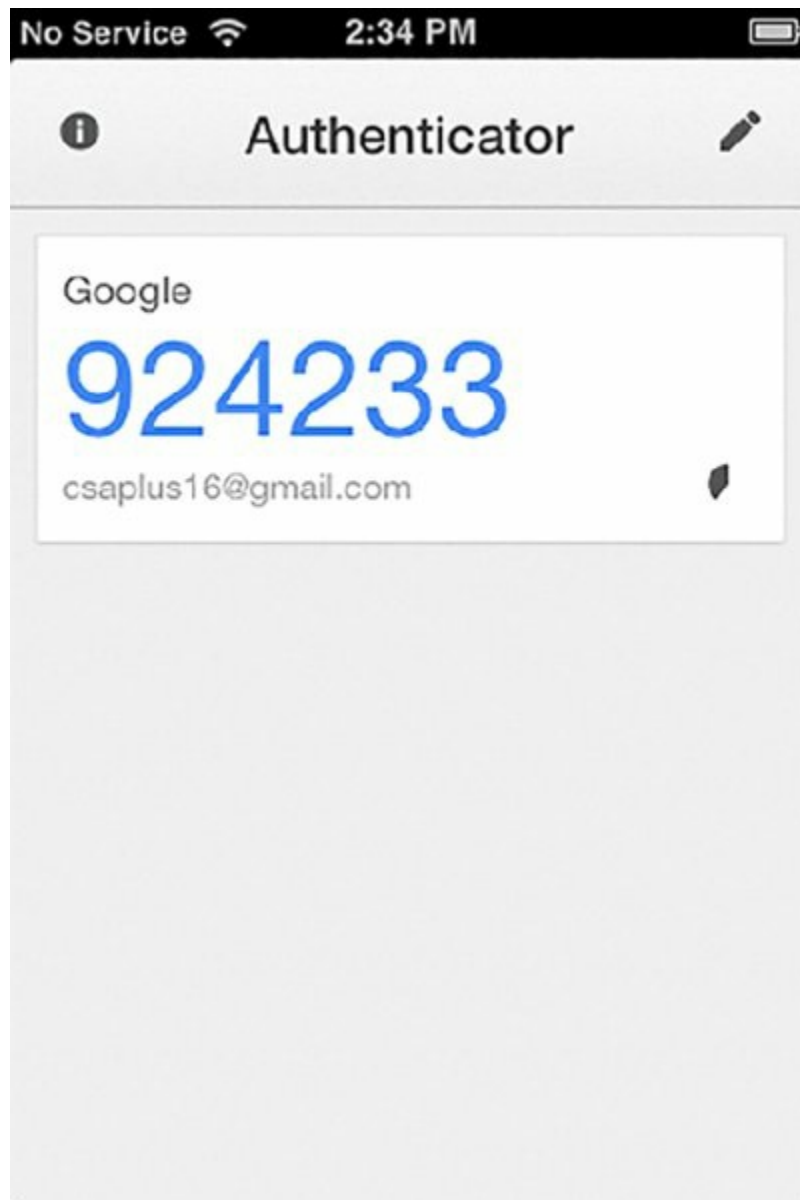 No Service 2:34 PM
Authenticator
Google
924233
csaplus16@gmail.com